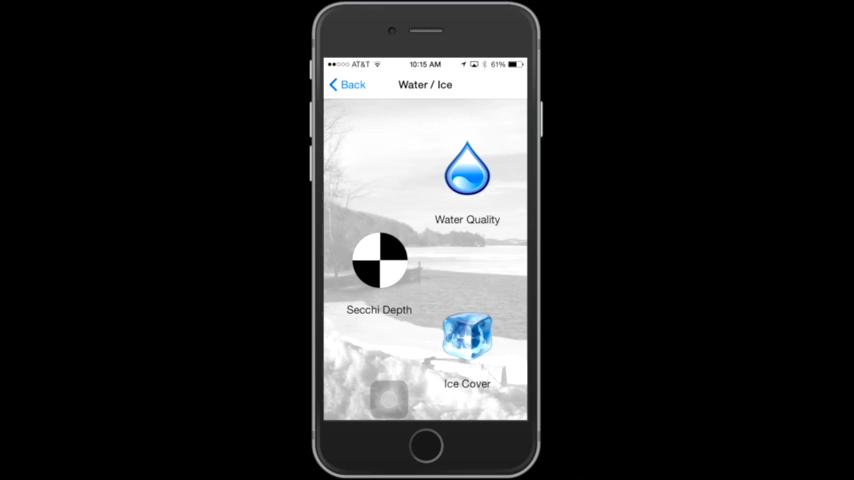 AT&T 10:15 AM 61%
Back Water / Ice
Water Quality
Secchi Depth
Ice Cover